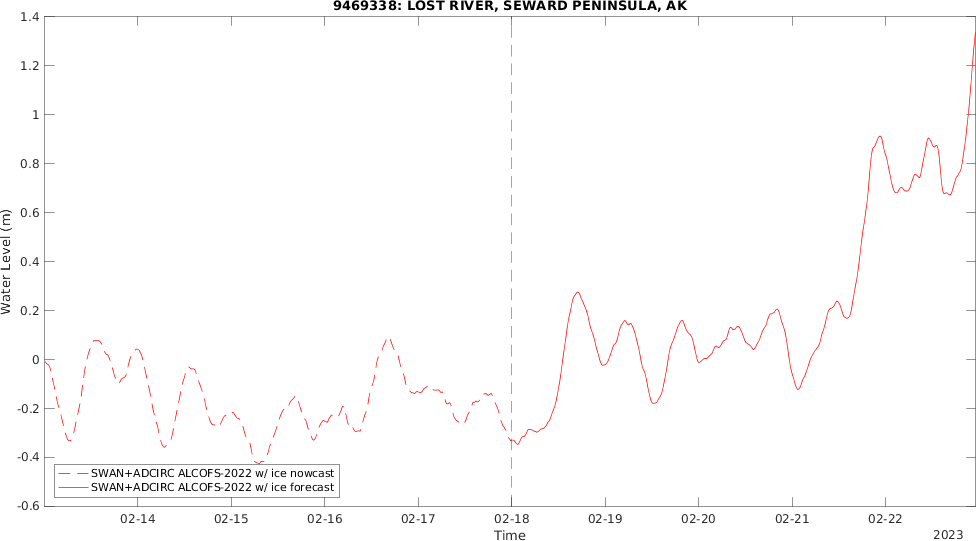 9469338: LOST RIVER, SEWARD PENINSULA, AK
1.4
1.2
1
0.8
0.6
0.4
0.2
0
-0.2
-0.4
-0.6
Water Level (m)
SWAN+ADCIRC ALCOFS-2022 w/ ice nowcast
SWAN+ADCIRC ALCOFS-2022 w/ ice forecast
02-14 02-15 02-16 02-17 02-18 02-19 02-20 02-21 02-22
Time
2023